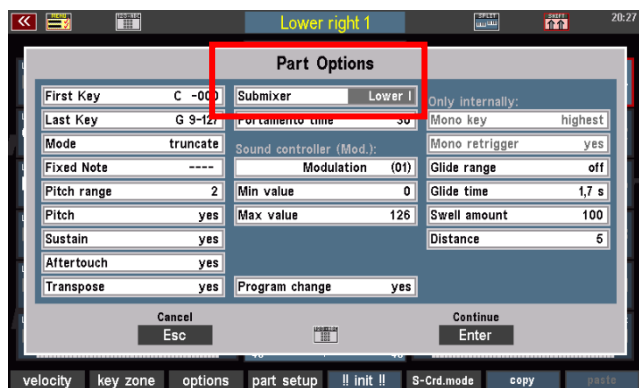 MENU
Lower right 1
SPLIT
SHIFT
20:27
Part Options
First Key C -000
Submixer Lower I
Only internally:
Last Key G 9-127
Portamento time 30
Mono key highest
Mode truncate
Sound controller (Mod.):
Mono retrigger yes
Fixed Note ----
Modulation (01)
Glide range off
Pitch range 2
Min value 0
Glide time 1,7 s
Pitch yes
Max value 126
Swell amount 100
Sustain yes
Distance 5
Aftertouch yes
Transpose yes
Program change yes
Cancel
Continue
Esc
Enter
velocity key zone options part setup !! init !! S-Crd.mode copy paste